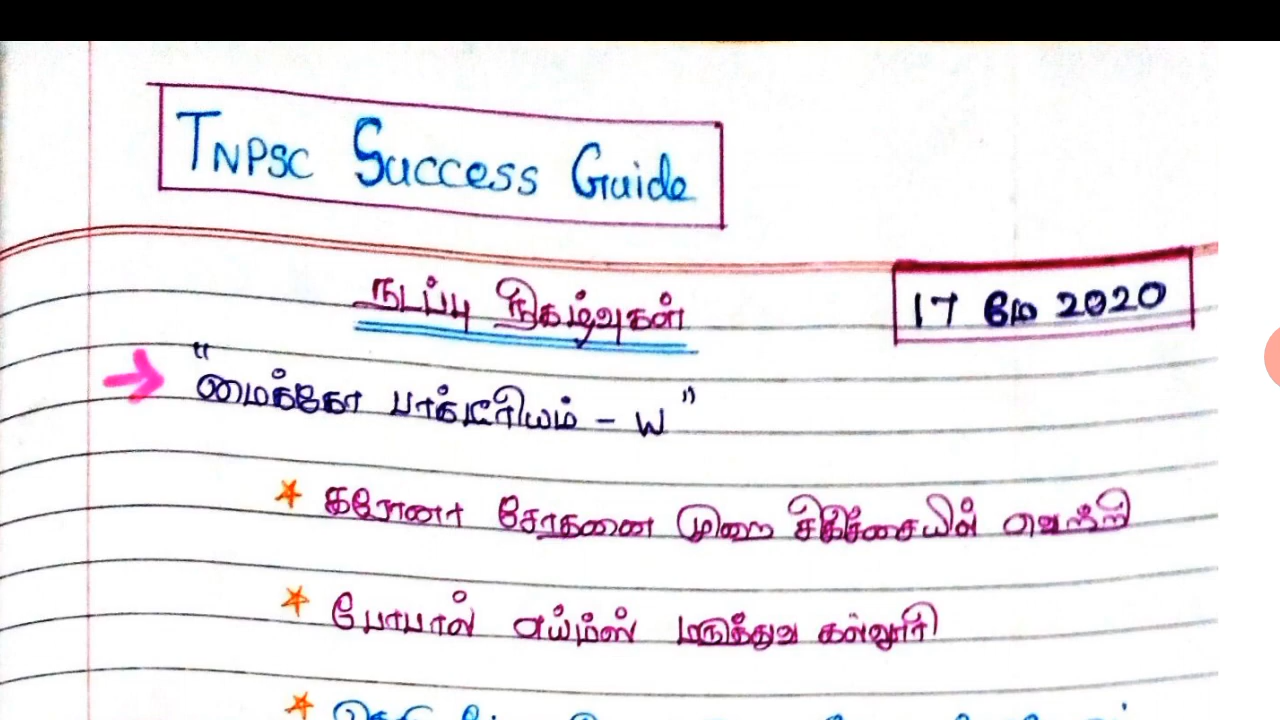 TNPSC Success Guide
நடப்பு நிகழ்வுகள்
17 மே 2020
"மைக்கோ பாக்டீரியம் - W"
கரோனா சோதனை முறை சிகிச்சையின் வெற்றி
போபால் எய்ம்ஸ் மருத்துவ கல்லூரி